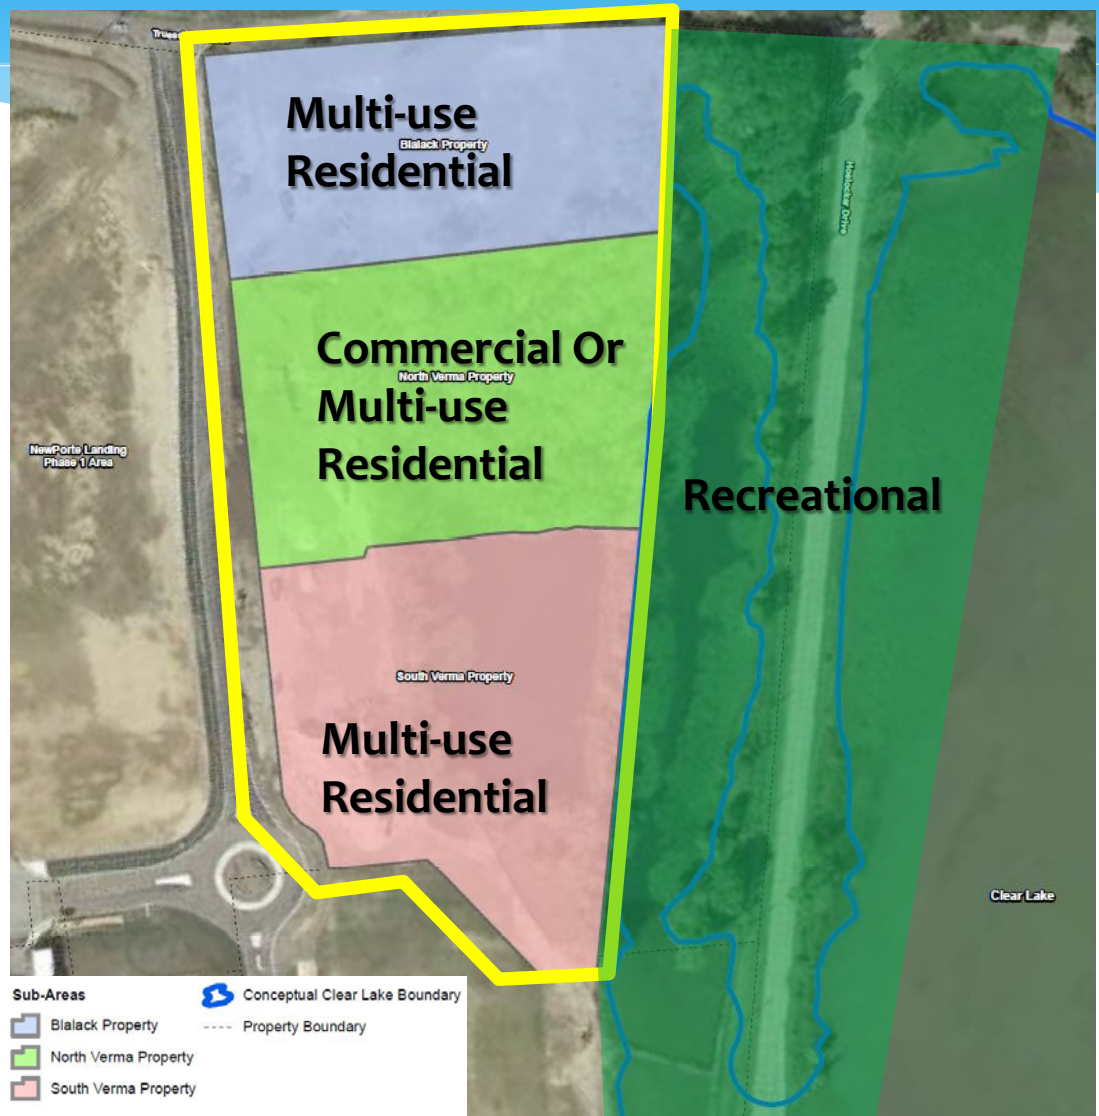 Multi-use
Blalack Property
Residential
Commercial Or
North Verma Property
Multi-use
Residential
NewPorte Landing
Phase 1 Area
Hoelocker Drive
Recreational
South Verma Property
Multi-use
Residential
Clear Lake
Sub-Areas
Blalack Property
North Verma Property
South Verma Property
Conceptual Clear Lake Boundary
Property Boundary